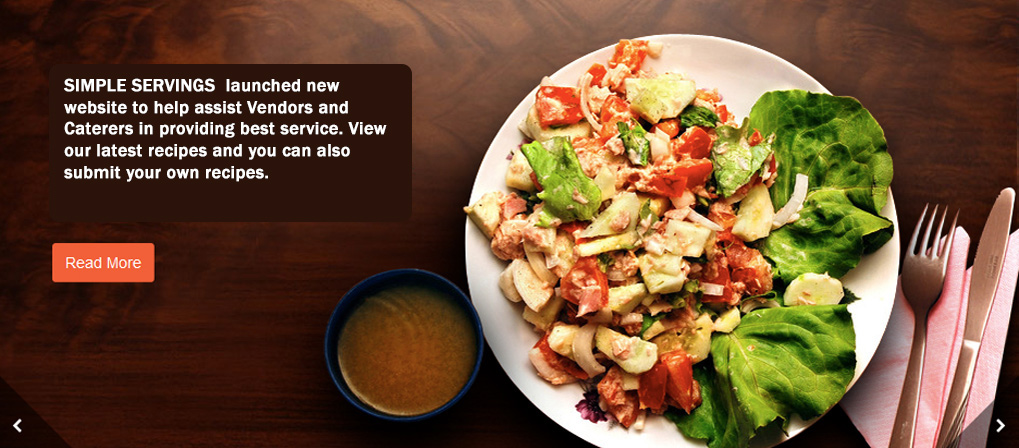 SIMPLE SERVINGS  launched new
website to help assist Vendors and
Caterers in providing best service. View
our latest recipes and you can also
submit your own recipes.
Read More